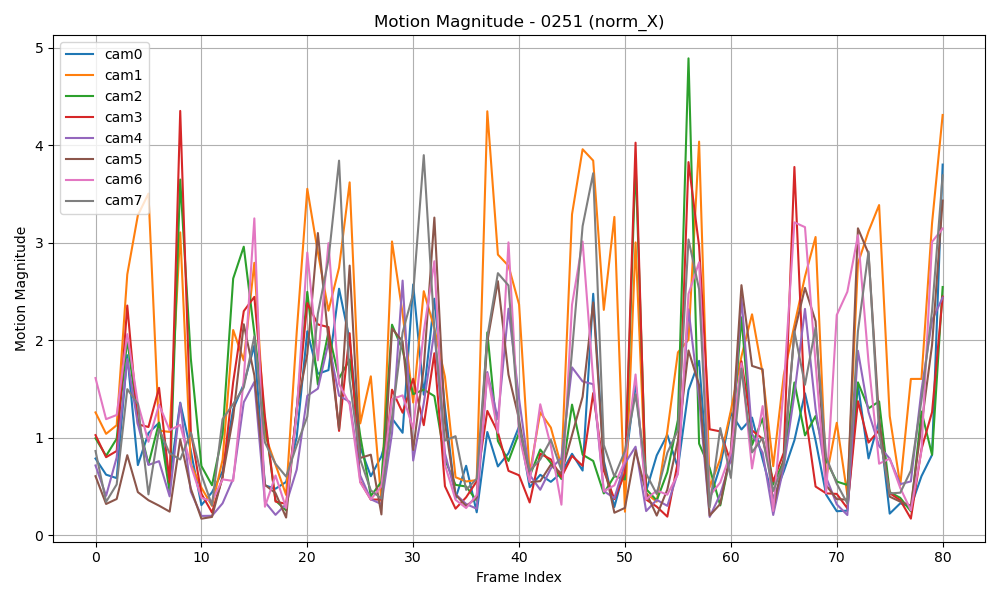 Motion Magnitude - 0251 (norm_X)
5
4
3
2
1
0
Motion Magnitude
cam0
cam1
cam2
cam3
cam4
cam5
cam6
cam7
0 10 20 30 40 50 60 70 80
Frame Index